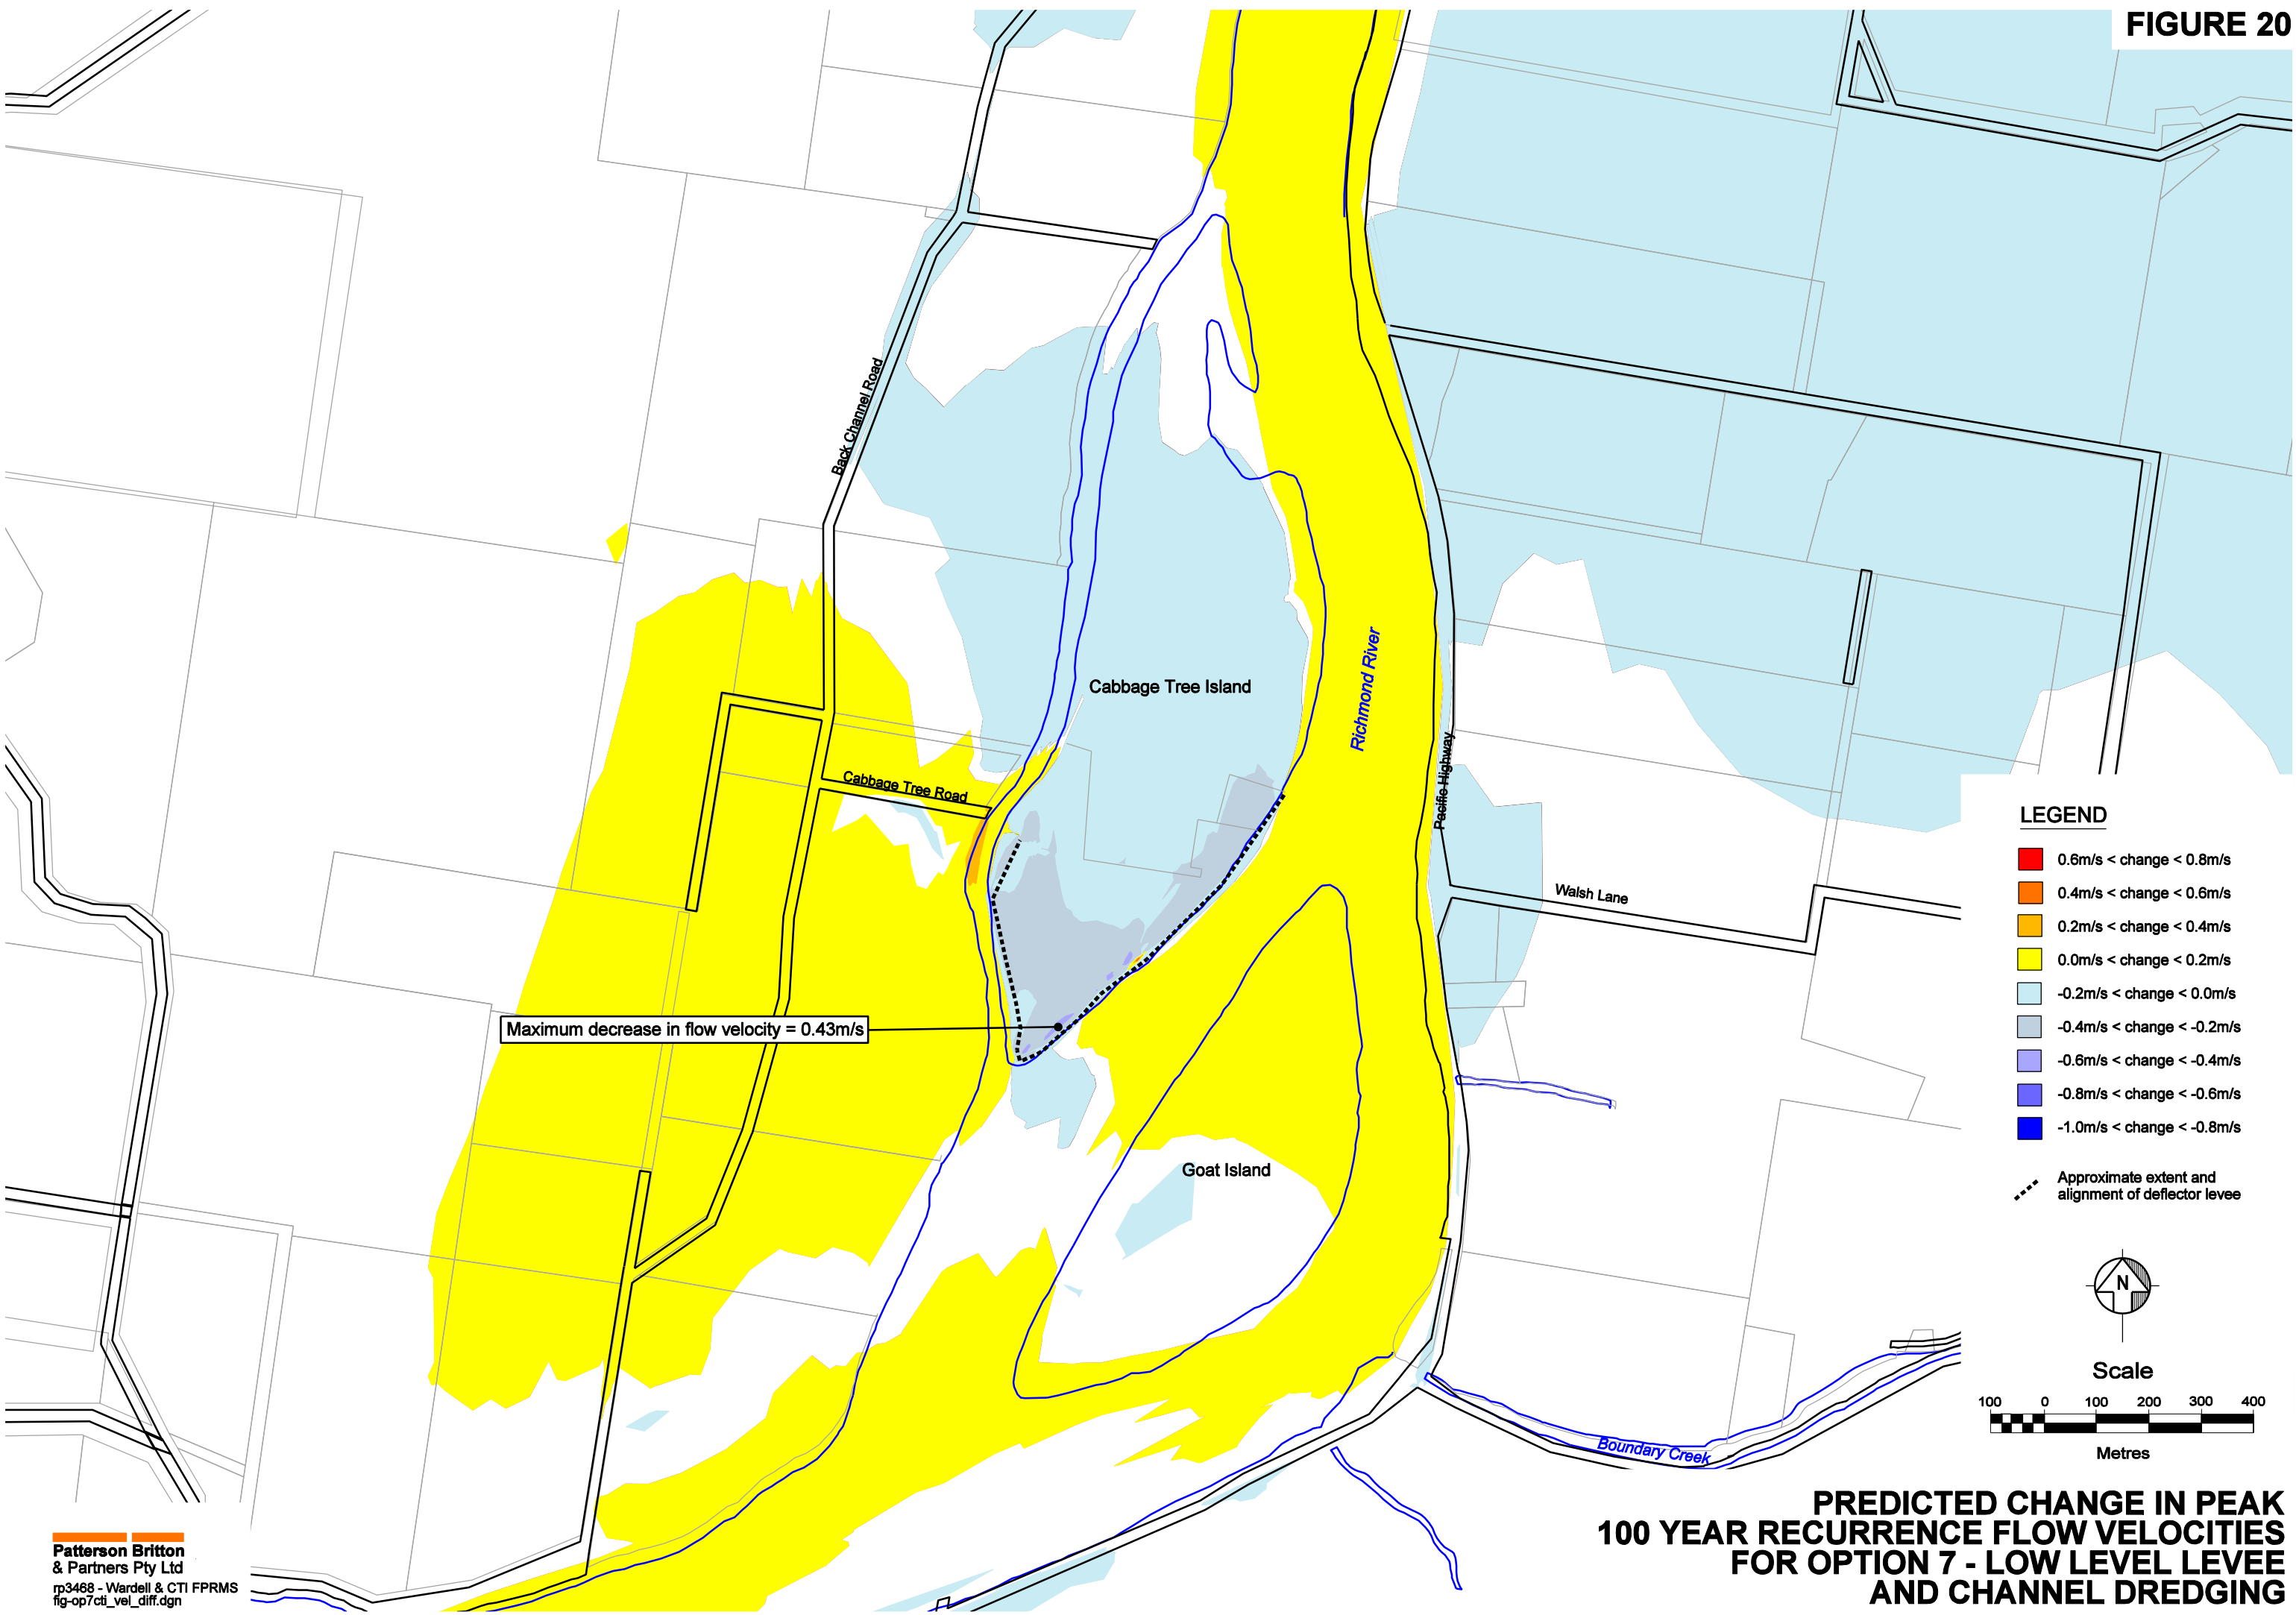 FIGURE 20
Back Channel Road
Cabbage Tree Island
Richmond River
Pacific Highway
Cabbage Tree Road
Walsh Lane
Maximum decrease in flow velocity = 0.43m/s
Goat Island
Boundary Creek
LEGEND
0.6m/s < change < 0.8m/s
0.4m/s < change < 0.6m/s
0.2m/s < change < 0.4m/s
0.0m/s < change < 0.2m/s
-0.2m/s < change < 0.0m/s
-0.4m/s < change < -0.2m/s
-0.6m/s < change < -0.4m/s
-0.8m/s < change < -0.6m/s
-1.0m/s < change < -0.8m/s
Approximate extent and
alignment of deflector levee
N
Scale
100 0 100 200 300 400
Metres
PREDICTED CHANGE IN PEAK
100 YEAR RECURRENCE FLOW VELOCITIES
FOR OPTION 7 - LOW LEVEL LEVEE
AND CHANNEL DREDGING
Patterson Britton
& Partners Pty Ltd
rp3468 - Wardell & CTI FPRMS
fig-op7cti_vel_diff.dgn